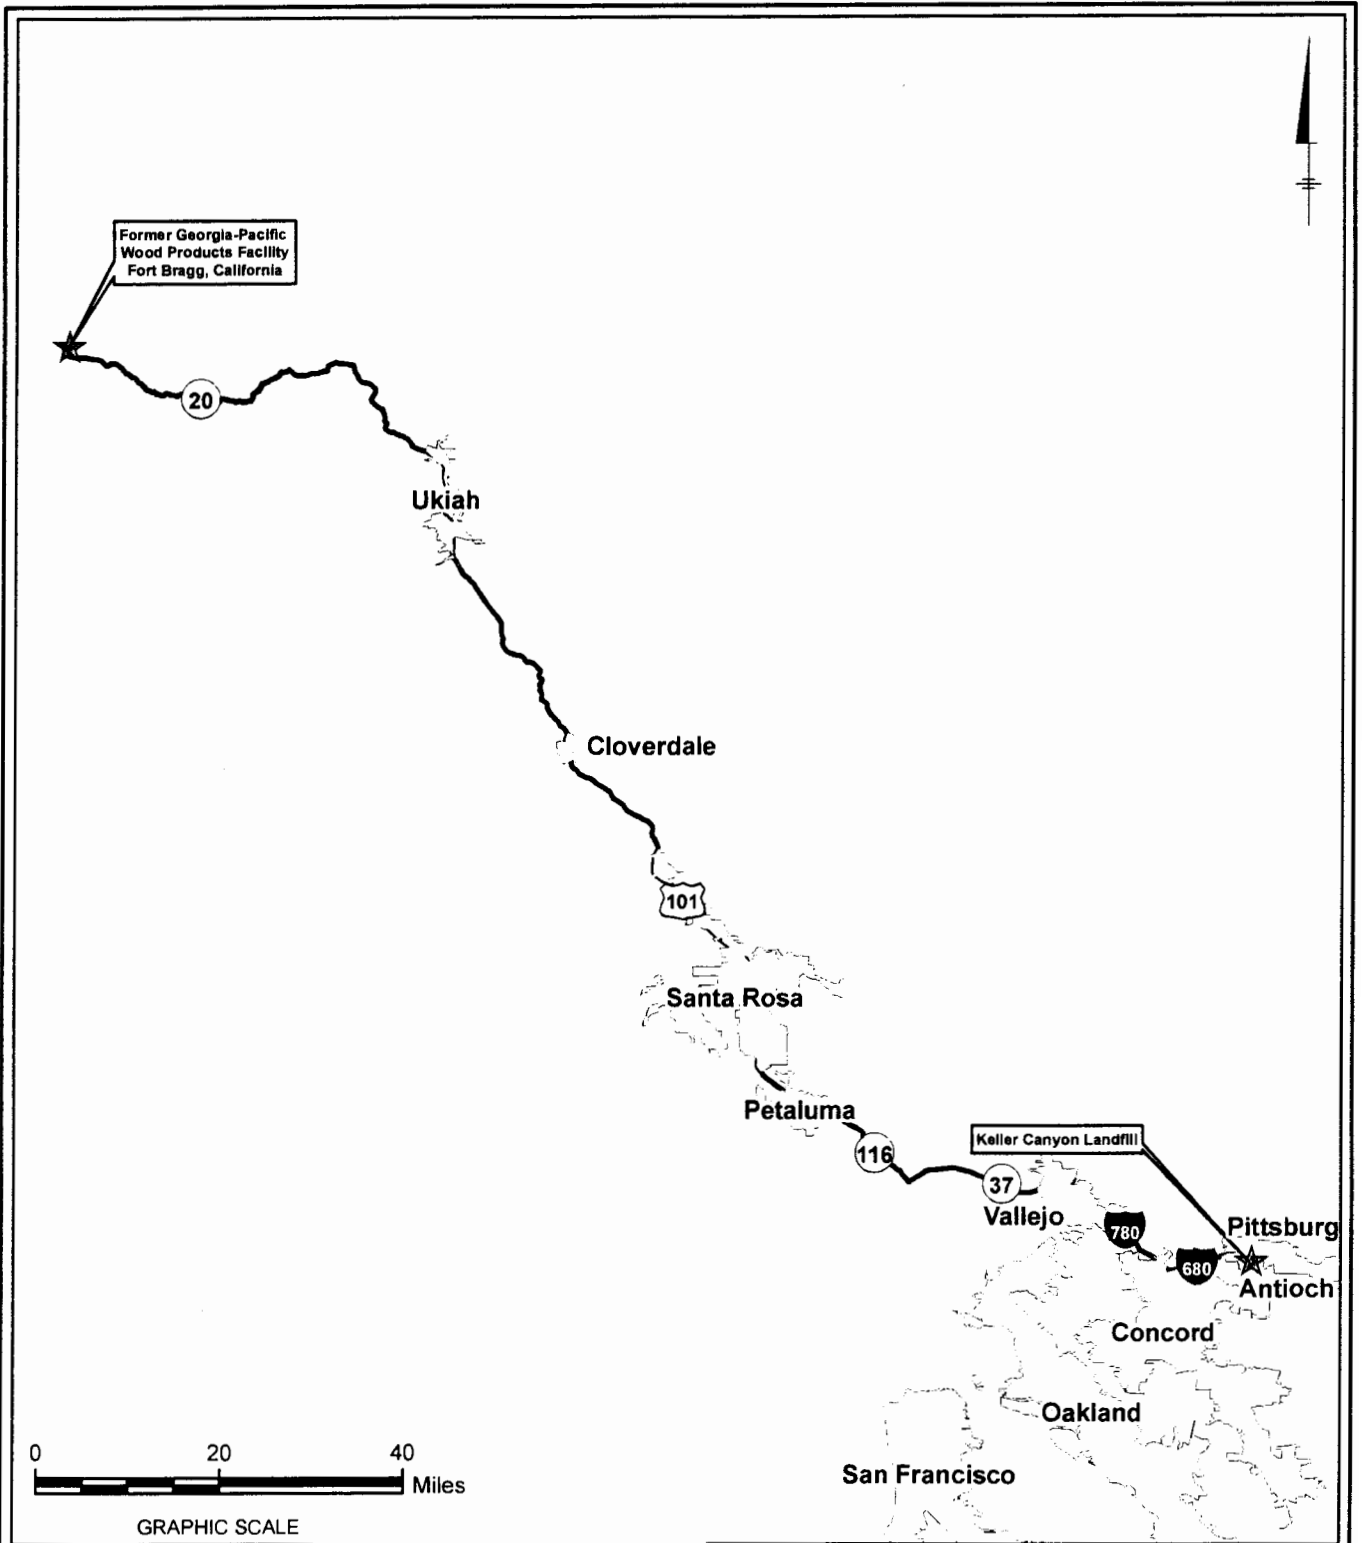 Former Georgia-Pacific
Wood Products Facility
Fort Bragg, California
20
Ukiah
Cloverdale
101
Santa Rosa
Petaluma
116
Keller Canyon Landfill
37
Vallejo
780
Pittsburg
680
Antioch
Concord
Oakland
San Francisco
0 20 40
Miles
GRAPHIC SCALE